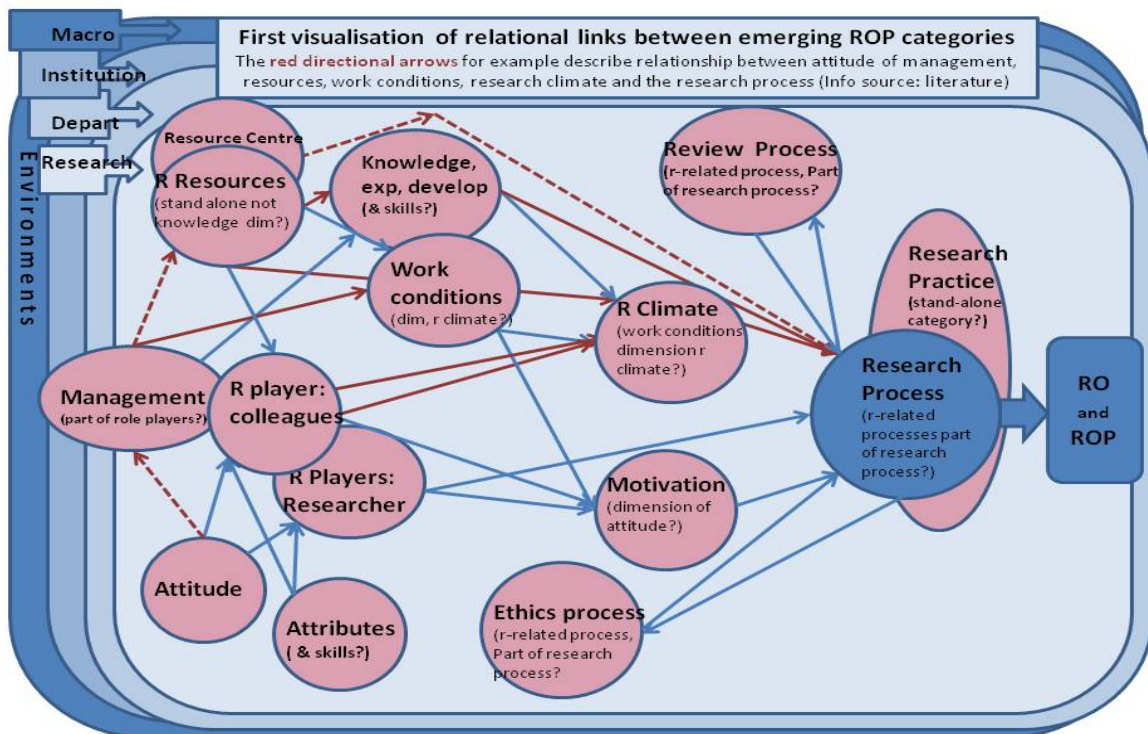 Macro
Institution
Depart
Research
Environments
First visualisation of relational links between emerging ROP categories
The red directional arrows for example describe relationship between attitude of management,
resources, work conditions, research climate and the research process (Info source: literature)
Resource Centre
R Resources
(stand alone not
knowledge dim?)
Knowledge,
exp, develop
(& skills?)
Review Process
(r-related process, Part
of research process?
Work
conditions
(dim, r climate?)
R Climate
(work conditions
dimension r
climate?)
Research
Practice
(stand-alone
category?)
Management
(part of role players?)
R player:
colleagues
Research
Process
(r-related
processes part
of research
process?)
RO
and
ROP
R Players:
Researcher
Motivation
(dimension of
attitude?)
Attitude
Attributes
( & skills?)
Ethics process
(r-related process,
Part of research
process?